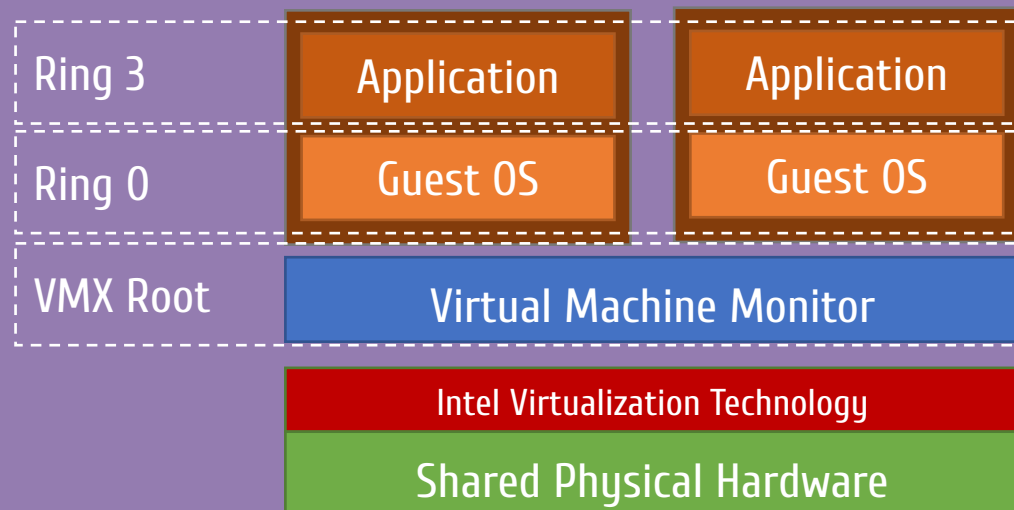 Ring 3
Application
Application
Ring 0
Guest OS
Guest OS
VMX Root
Virtual Machine Monitor
Intel Virtualization Technology
Shared Physical Hardware